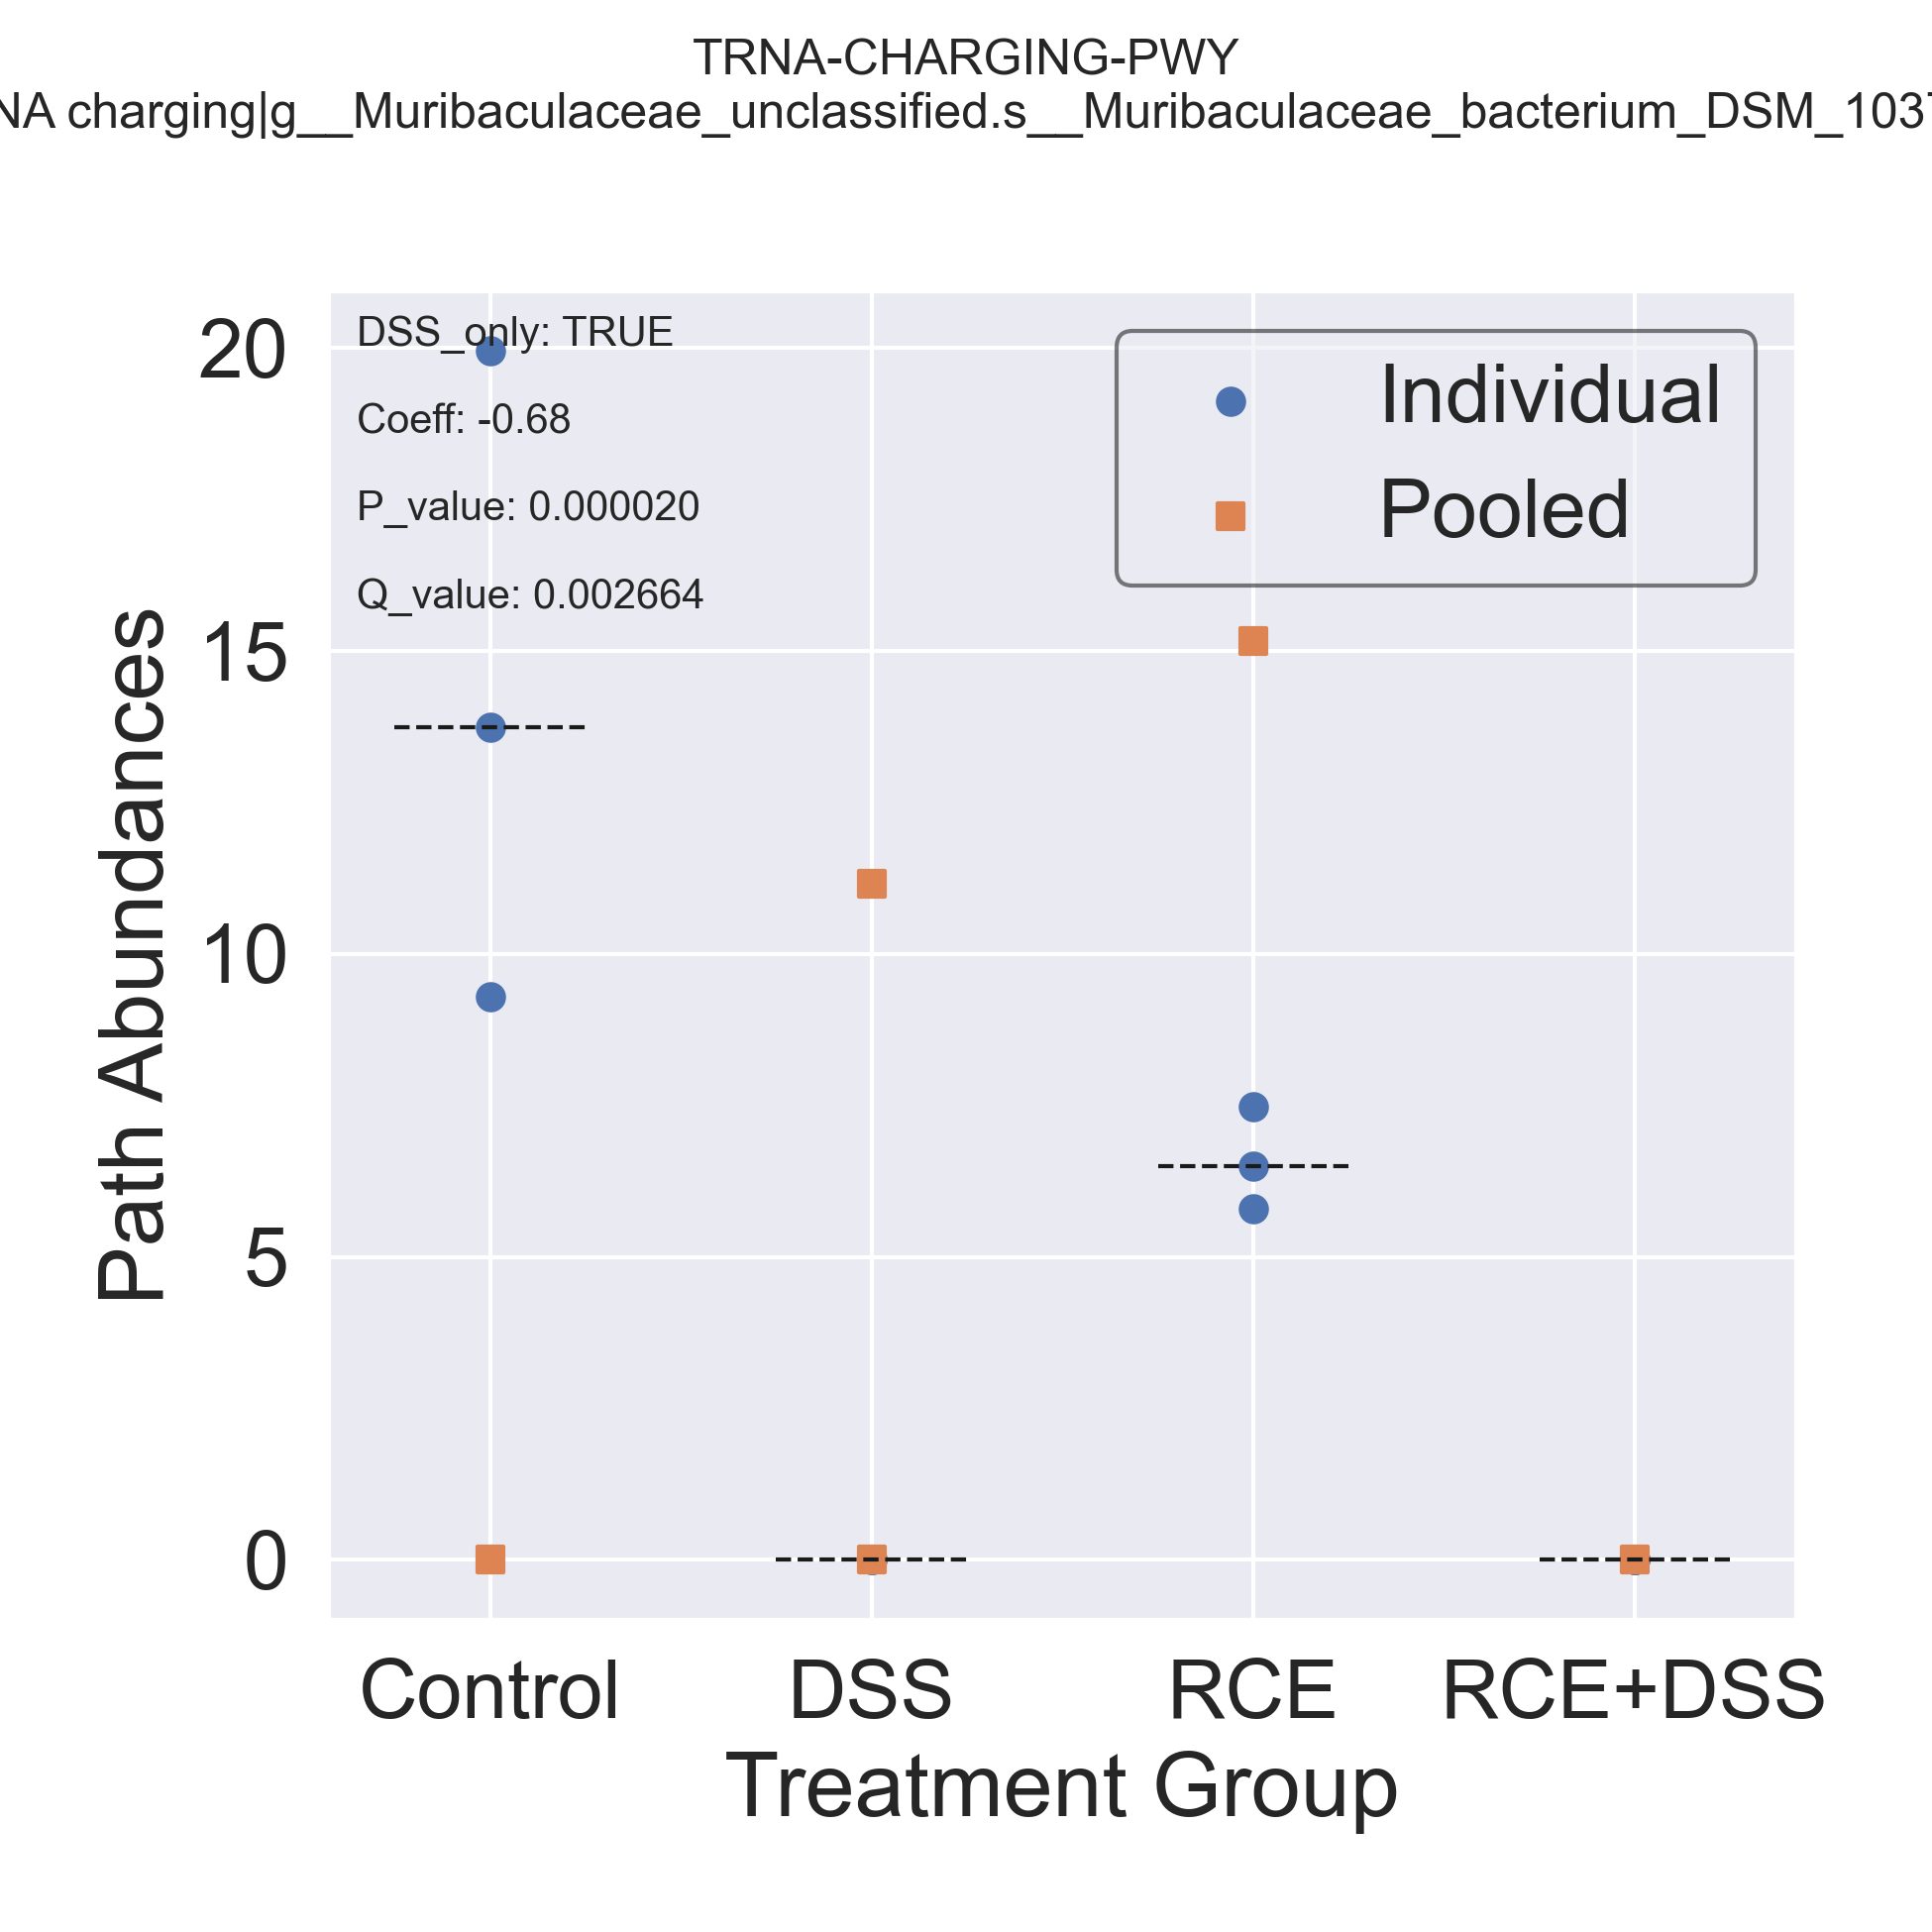 TRNA-CHARGING-PWY
NA charging|g__Muribaculaceae_unclassified.s__Muribaculaceae_bacterium_DSM_1037
DSS_only: TRUE
Coeff: -0.68
P_value: 0.000020
Q_value: 0.002664
Individual
Pooled
Path Abundances
20
15
10
5
0
Control DSS RCE RCE+DSS
Treatment Group